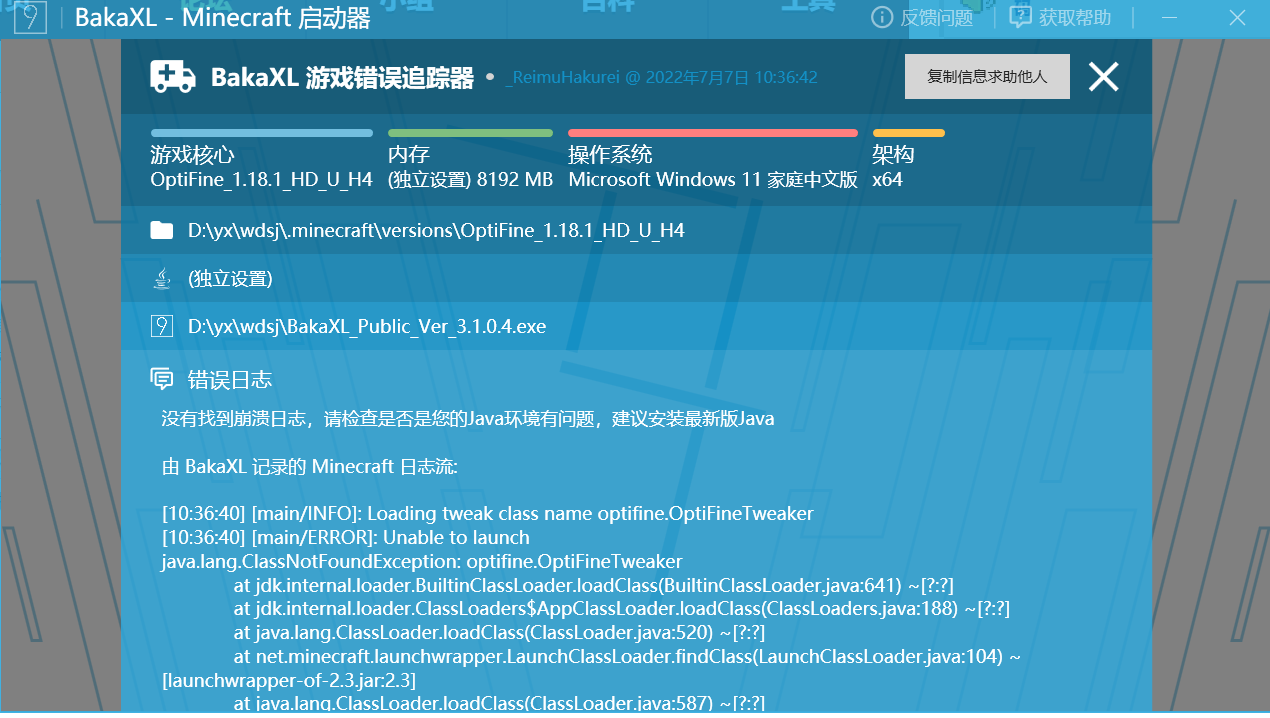 BakaXL - Minecraft 启动器
反馈问题
获取帮助
BakaXL 游戏错误追踪器 • _ReimuHakurei @ 2022年7月7日 10:36:42
复制信息求助他人
游戏核心
OptiFine_1.18.1_HD_U_H4
内存
(独立设置) 8192 MB
操作系统
Microsoft Windows 11 家庭中文版
架构
x64
D:\yx\wdsj\.minecraft\versions\OptiFine_1.18.1_HD_U_H4
(独立设置)
D:\yx\wdsj\BakaXL_Public_Ver_3.1.0.4.exe
错误日志
没有找到崩溃日志，请检查是否是您的Java环境有问题，建议安装最新版Java
由 BakaXL 记录的 Minecraft 日志流:
[10:36:40] [main/INFO]: Loading tweak class name optifine.OptiFineTweaker
[10:36:40] [main/ERROR]: Unable to launch
java.lang.ClassNotFoundException: optifine.OptiFineTweaker
at jdk.internal.loader.BuiltinClassLoader.loadClass(BuiltinClassLoader.java:641) ~[?:?]
at jdk.internal.loader.ClassLoaders$AppClassLoader.loadClass(ClassLoaders.java:188) ~[?:?]
at java.lang.ClassLoader.loadClass(ClassLoader.java:520) ~[?:?]
at net.minecraft.launchwrapper.LaunchClassLoader.findClass(LaunchClassLoader.java:104) ~
[launchwrapper-of-2.3.jar:2.3]
at java.lang.ClassLoader.loadClass(ClassLoader.java:587) ~[?:?]